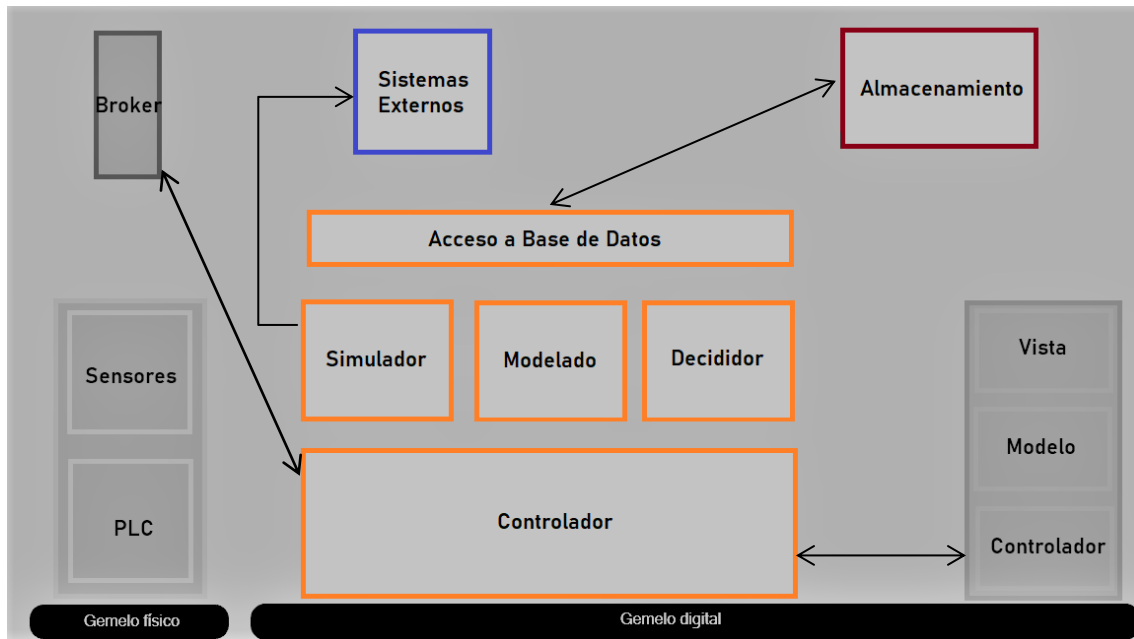 Broker
Sistemas
Externos
Almacenamiento
Acceso a Base de Datos
Simulador
Modelado
Decididor
Vista
Sensores
Modelo
PLC
Controlador
Controlador
Gemelo físico
Gemelo digital